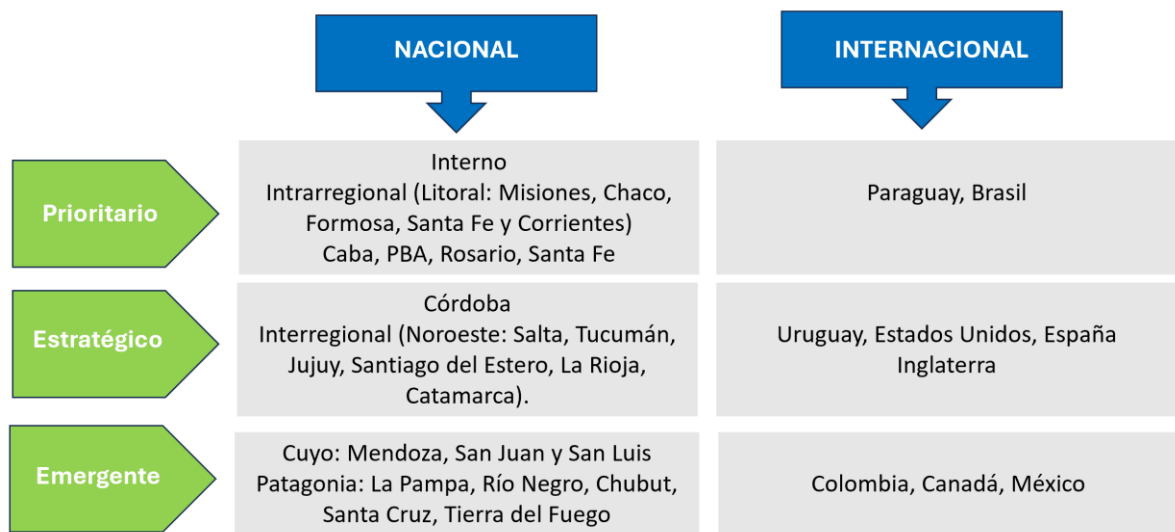 NACIONAL
INTERNACIONAL
Prioritario
Interno
Intrarregional (Litoral: Misiones, Chaco,
Formosa, Santa Fe y Corrientes)
Caba, PBA, Rosario, Santa Fe
Paraguay, Brasil
Estratégico
Córdoba
Interregional (Noroeste: Salta, Tucumán,
Jujuy, Santiago del Estero, La Rioja,
Catamarca).
Uruguay, Estados Unidos, España
Inglaterra
Emergente
Cuyo: Mendoza, San Juan y San Luis
Patagonia: La Pampa, Río Negro, Chubut,
Santa Cruz, Tierra del Fuego
Colombia, Canadá, México